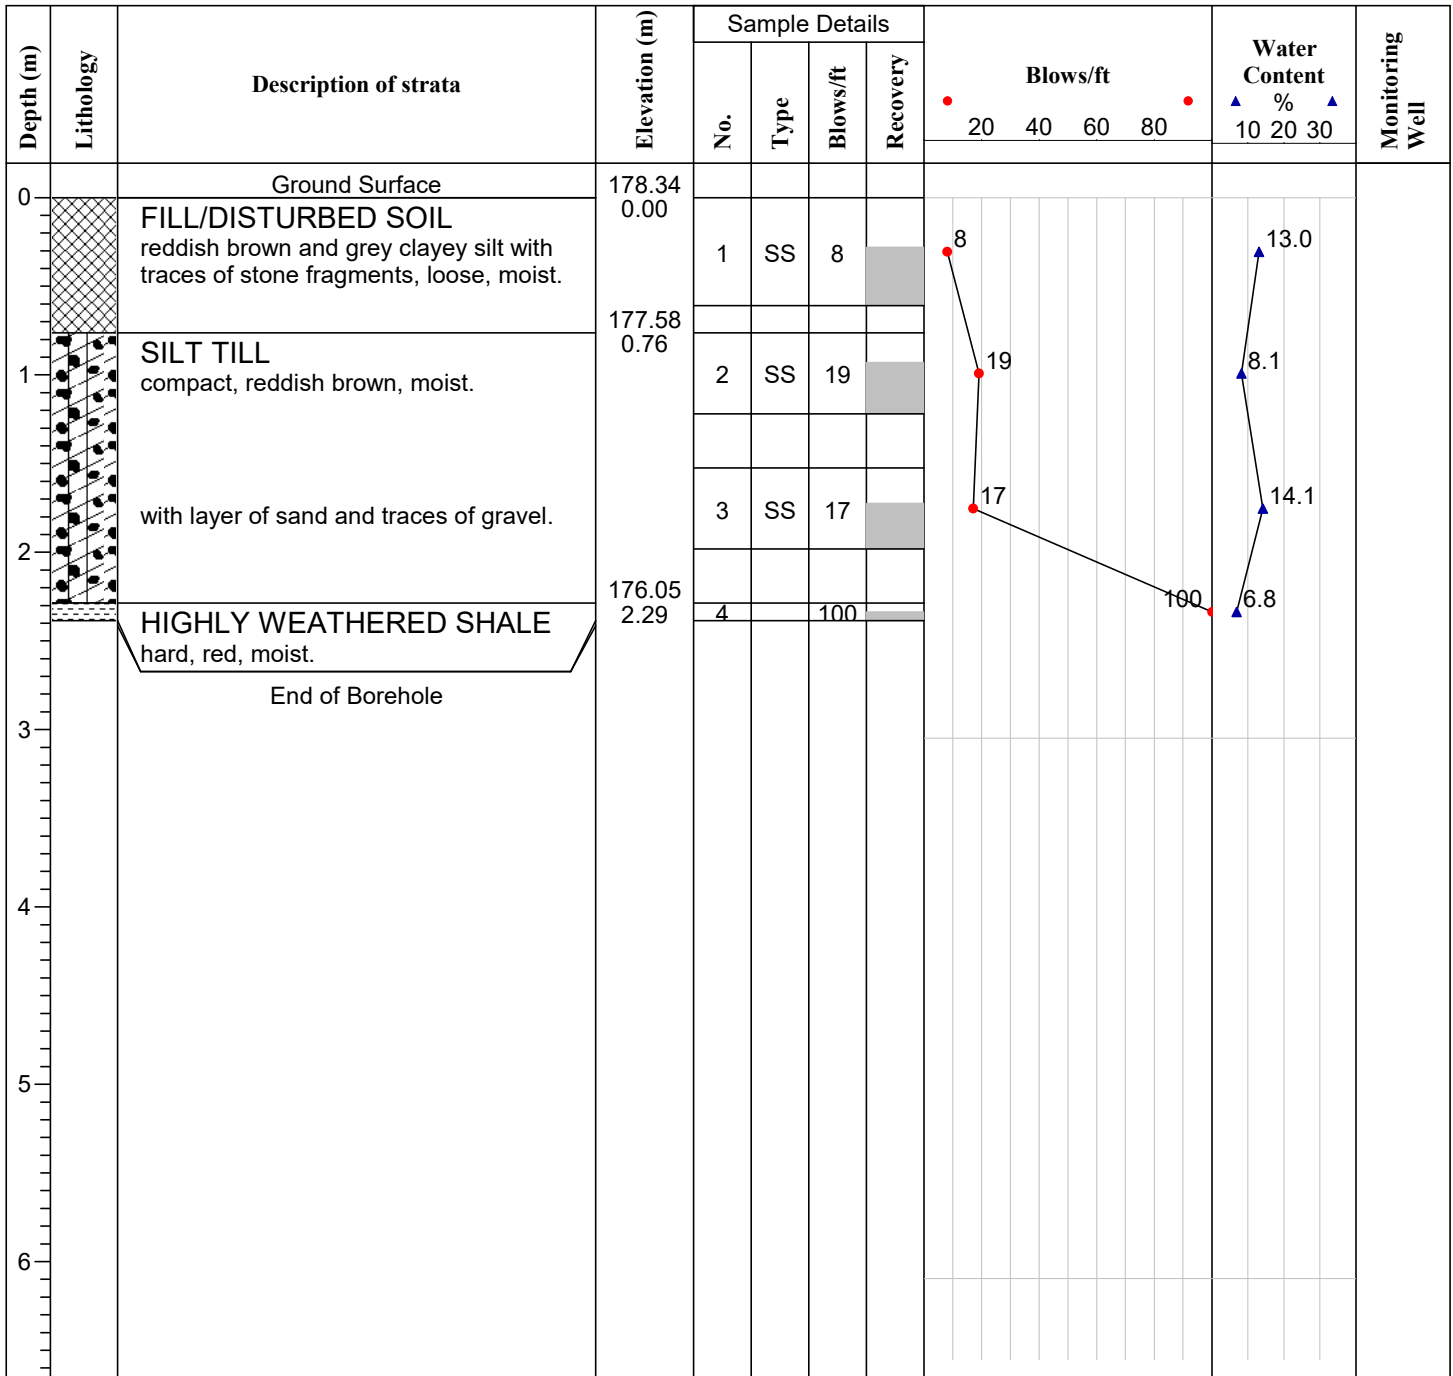 Depth (m)
Lithology
Description of strata
Elevation (m)
Sample Details
No.
Type
Blows/ft
Recovery
Blows/ft
20 40 60 80
Water
Content
%
10 20 30
Monitoring
Well
Ground Surface
178.34
0
FILL/DISTURBED SOIL
0.00
reddish brown and grey clayey silt with
traces of stone fragments, loose, moist.
1 SS 8
8
13.0
177.58
0.76
SILT TILL
compact, reddish brown, moist.
1
2 SS 19
19
8.1
with layer of sand and traces of gravel.
3 SS 17
17
14.1
2
176.05
2.29
HIGHLY WEATHERED SHALE
hard, red, moist.
4 100
100
6.8
End of Borehole
3
4
5
6